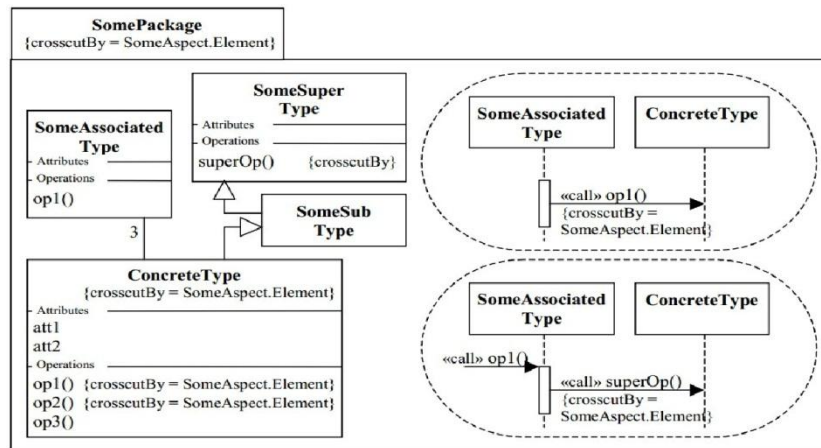 SomePackage
{crosscutBy = SomeAspect.Element}
SomeAssociated
Type
Attributes
Operations
op1()
3
SomeSuper
Type
Attributes
Operations
superOp() {crosscutBy}
SomeSub
Type
ConcreteType
{crosscutBy = SomeAspect.Element}
Attributes
att1
att2
Operations
op1() {crosscutBy = SomeAspect.Element}
op2() {crosscutBy = SomeAspect.Element}
op3()
SomeAssociated
Type
ConcreteType
«call» op1()
{crosscutBy =
SomeAspect.Element}
SomeAssociated
Type
ConcreteType
«call» op1()
«call» superOp()
{crosscutBy =
SomeAspect.Element}